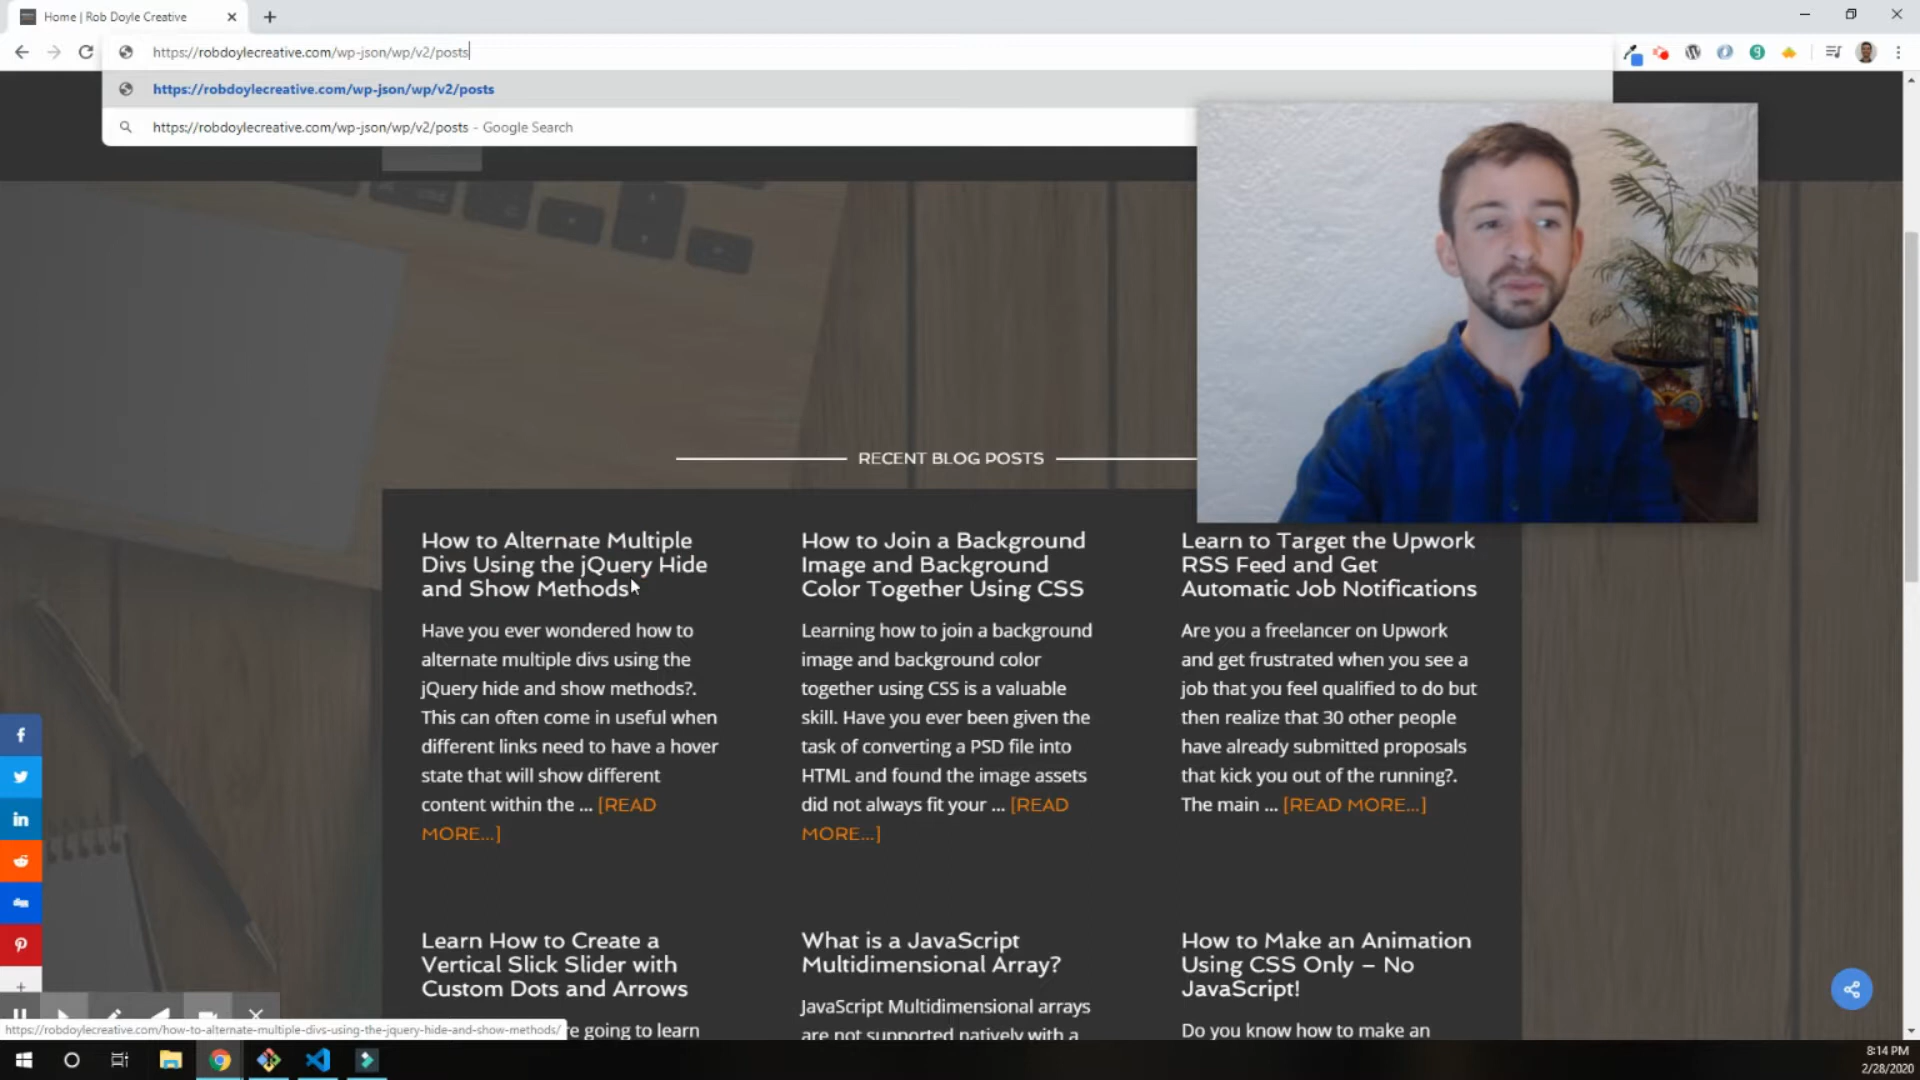 Home | Rob Doyle Creative
https://robdoylecreative.com/wp-json/wp/v2/posts
https://robdoylecreative.com/wp-json/wp/v2/posts
https://robdoylecreative.com/wp-json/wp/v2/posts - Google Search
RECENT BLOG POSTS
How to Alternate Multiple
Divs Using the jQuery Hide
and Show Methods
Have you ever wondered how to
alternate multiple divs using the
jQuery hide and show methods?.
This can often come in useful when
different links need to have a hover
state that will show different
content within the ... [READ
MORE...]
How to Join a Background
Image and Background
Color Together Using CSS
Learning how to join a background
image and background color
together using CSS is a valuable
skill. Have you ever been given the
task of converting a PSD file into
HTML and found the image assets
did not always fit your ... [READ
MORE...]
Learn to Target the Upwork
RSS Feed and Get
Automatic Job Notifications
Are you a freelancer on Upwork
and get frustrated when you see a
job that you feel qualified to do but
then realize that 30 other people
have already submitted proposals
that kick you out of the running?.
The main ... [READ MORE...]
Learn How to Create a
Vertical Slick Slider with
Custom Dots and Arrows
re going to learn
What is a JavaScript
Multidimensional Array?
JavaScript Multidimensional arrays
are not supported natively with a
How to Make an Animation
Using CSS Only – No
JavaScript!
Do you know how to make an
https://robdoylecreative.com/how-to-alternate-multiple-divs-using-the-jquery-hide-and-show-methods/
8:14 PM
2/28/2020